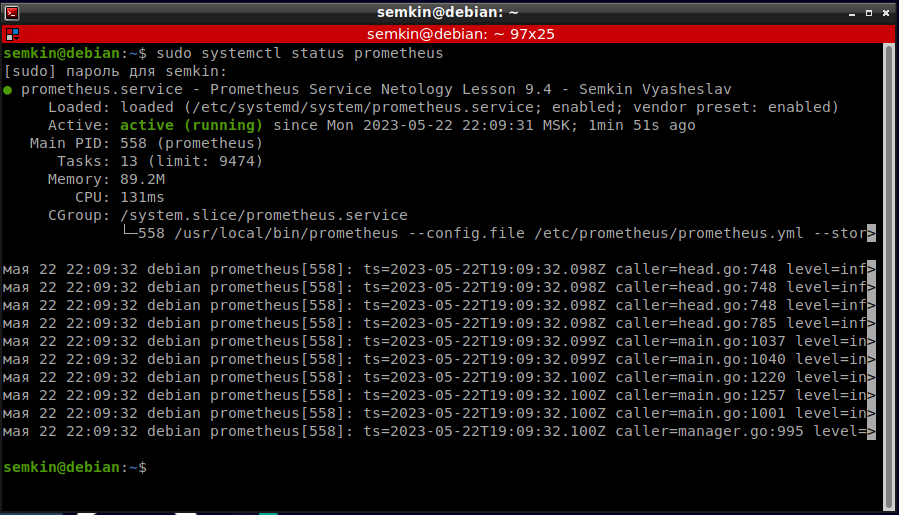 semkin@debian: ~
semkin@debian: ~ 97x25
semkin@debian:~$ sudo systemctl status prometheus
[sudo] пароль для semkin:
● prometheus.service - Prometheus Service Netology Lesson 9.4 - Semkin Vyasheslav
Loaded: loaded (/etc/systemd/system/prometheus.service; enabled; vendor preset: enabled)
Active: active (running) since Mon 2023-05-22 22:09:31 MSK; 1min 51s ago
Main PID: 558 (prometheus)
Tasks: 13 (limit: 9474)
Memory: 89.2M
CPU: 131ms
CGroup: /system.slice/prometheus.service
└─558 /usr/local/bin/prometheus --config.file /etc/prometheus/prometheus.yml --stor>
мая 22 22:09:32 debian prometheus[558]: ts=2023-05-22T19:09:32.098Z caller=head.go:748 level=inf>
мая 22 22:09:32 debian prometheus[558]: ts=2023-05-22T19:09:32.098Z caller=head.go:748 level=inf>
мая 22 22:09:32 debian prometheus[558]: ts=2023-05-22T19:09:32.098Z caller=head.go:748 level=inf>
мая 22 22:09:32 debian prometheus[558]: ts=2023-05-22T19:09:32.098Z caller=head.go:785 level=inf>
мая 22 22:09:32 debian prometheus[558]: ts=2023-05-22T19:09:32.099Z caller=main.go:1037 level=in>
мая 22 22:09:32 debian prometheus[558]: ts=2023-05-22T19:09:32.099Z caller=main.go:1040 level=in>
мая 22 22:09:32 debian prometheus[558]: ts=2023-05-22T19:09:32.100Z caller=main.go:1220 level=in>
мая 22 22:09:32 debian prometheus[558]: ts=2023-05-22T19:09:32.100Z caller=main.go:1257 level=in>
мая 22 22:09:32 debian prometheus[558]: ts=2023-05-22T19:09:32.100Z caller=main.go:1001 level=in>
мая 22 22:09:32 debian prometheus[558]: ts=2023-05-22T19:09:32.100Z caller=manager.go:995 level=>
semkin@debian:~$